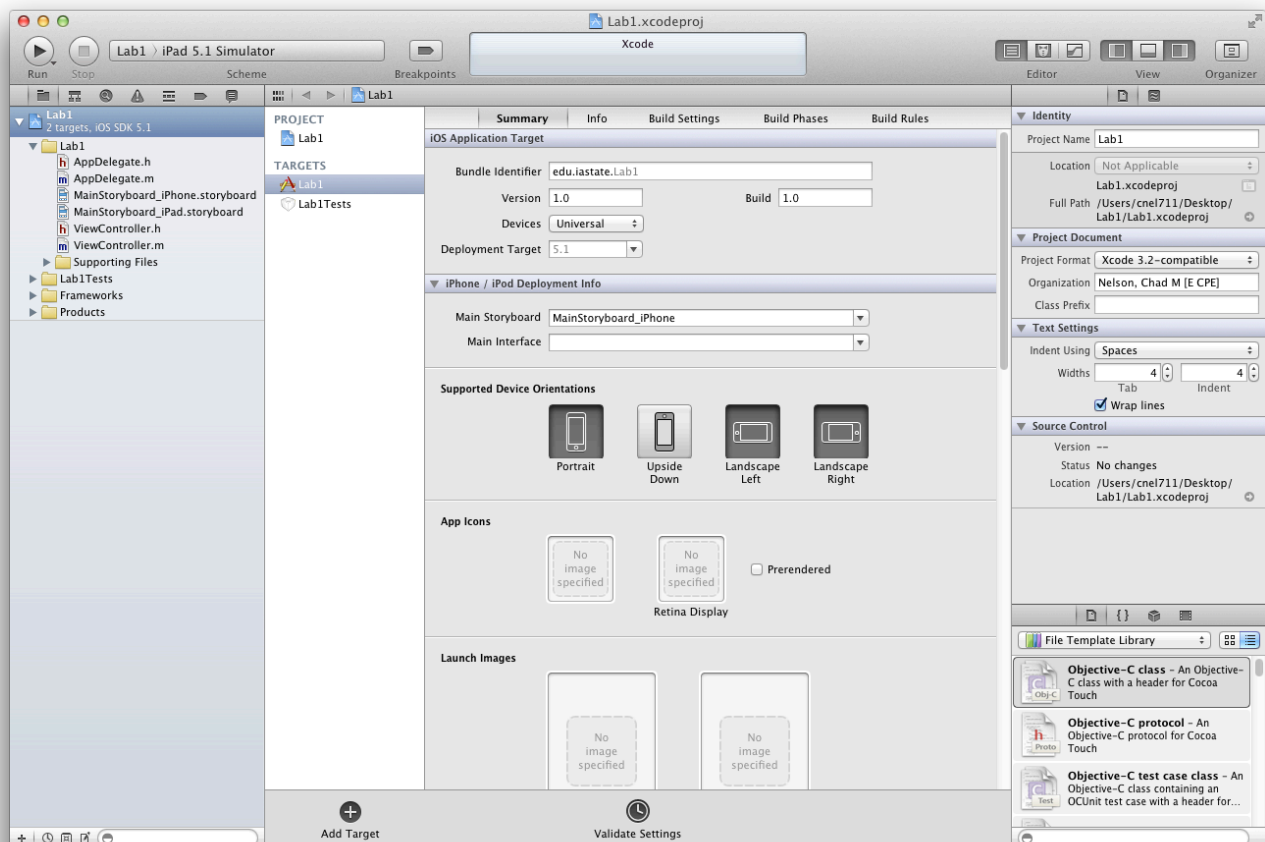 Lab1.xcodeproj
Lab1 〉 iPad 5.1 Simulator
Xcode
Run
Stop
Scheme
Breakpoints
Editor
View
Organizer
Lab1
Lab1
2 targets, iOS SDK 5.1
Lab1
h AppDelegate.h
m AppDelegate.m
MainStoryboard_iPhone.storyboard
MainStoryboard_iPad.storyboard
h ViewController.h
m ViewController.m
Supporting Files
Lab1Tests
Frameworks
Products
PROJECT
Lab1
TARGETS
Lab1
Lab1Tests
Summary
Info
Build Settings
Build Phases
Build Rules
iOS Application Target
Bundle Identifier edu.iastate.Lab1
Version 1.0
Build 1.0
Devices Universal
Deployment Target 5.1
iPhone / iPod Deployment Info
Main Storyboard MainStoryboard_iPhone
Main Interface
Supported Device Orientations
Portrait
Upside
Down
Landscape
Left
Landscape
Right
App Icons
No
image
specified
No
image
specified
Prerendered
Retina Display
Launch Images
No
image
specified
No
image
specified
Add Target
Validate Settings
Identity
Project Name Lab1
Location Not Applicable
Lab1.xcodeproj
Full Path /Users/cnel711/Desktop/
Lab1/Lab1.xcodeproj
Project Document
Project Format Xcode 3.2-compatible
Organization Nelson, Chad M [E CPE]
Class Prefix
Text Settings
Indent Using Spaces
Widths 4 4
Tab Indent
Wrap lines
Source Control
Version --
Status No changes
Location /Users/cnel711/Desktop/
Lab1/Lab1.xcodeproj
{ }
File Template Library
Objective-C class – An Objective-
C class with a header for Cocoa
Touch
Obj-C
Objective-C protocol – An
Objective-C protocol for Cocoa
Touch
h
Proto
Objective-C test case class – An
Objective-C class containing an
OCUnit test case with a header for...
Test